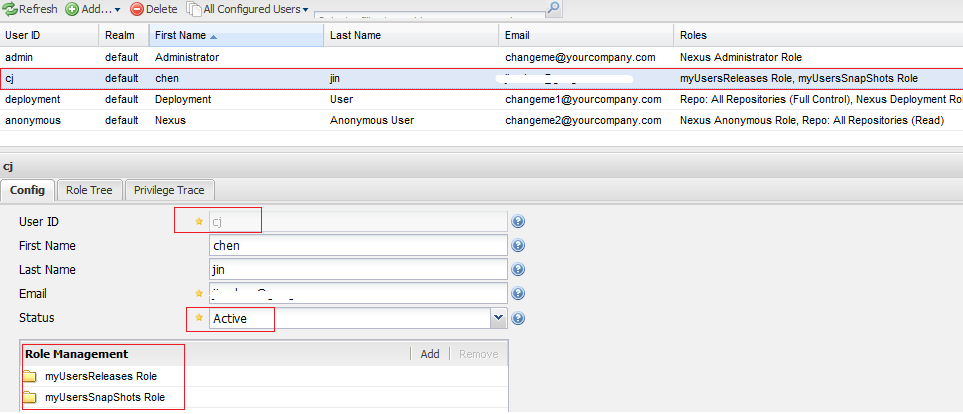 Refresh Add... Delete All Configured Users
User ID Realm First Name Last Name Email Roles
admin default Administrator changeme@yourcompany.com Nexus Administrator Role
cj default chen jin myUsersReleases Role, myUsersSnapShots Role
deployment default Deployment User changeme1@yourcompany.com Repo: All Repositories (Full Control), Nexus Deployment Ro
anonymous default Nexus Anonymous User changeme2@yourcompany.com Nexus Anonymous Role, Repo: All Repositories (Read)
cj
Config Role Tree Privilege Trace
User ID cj
First Name chen
Last Name jin
Email
Status Active
Role Management Add Remove
myUsersReleases Role
myUsersSnapShots Role